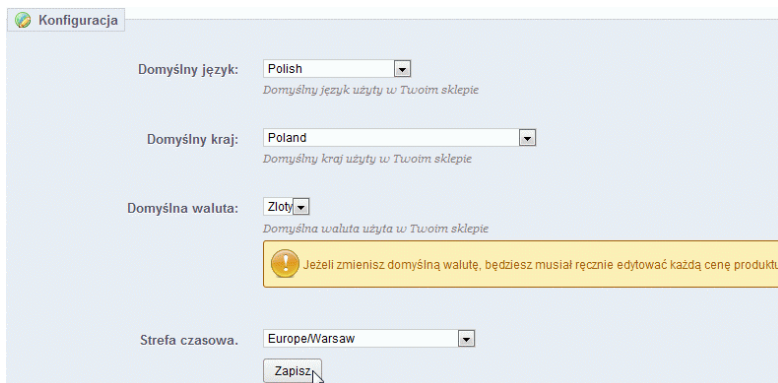 Konfiguracja
Domyślny język: Polish
Domyślny język użyty w Twoim sklepie
Domyślny kraj: Poland
Domyślny kraj użyty w Twoim sklepie
Domyślna waluta: Zloty
Domyślna waluta użyta w Twoim sklepie
Jeżeli zmienisz domyślną walutę, będziesz musiał ręcznie edytować każdą cenę produktu
Strefa czasowa. Europe/Warsaw
Zapisz